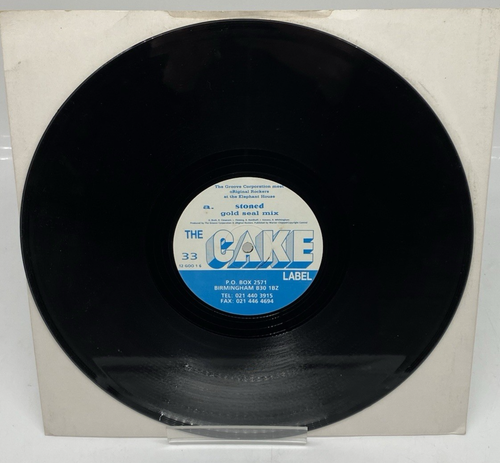 The Groove Corporation meet
oRiginal Rockers
at the Elephant House
a. stoned
gold seal mix
THE CAKE
33
LABEL
P.O. BOX 2571
BIRMINGHAM B30 1BZ
TEL: 021 440 3915
FAX: 021 446 4694